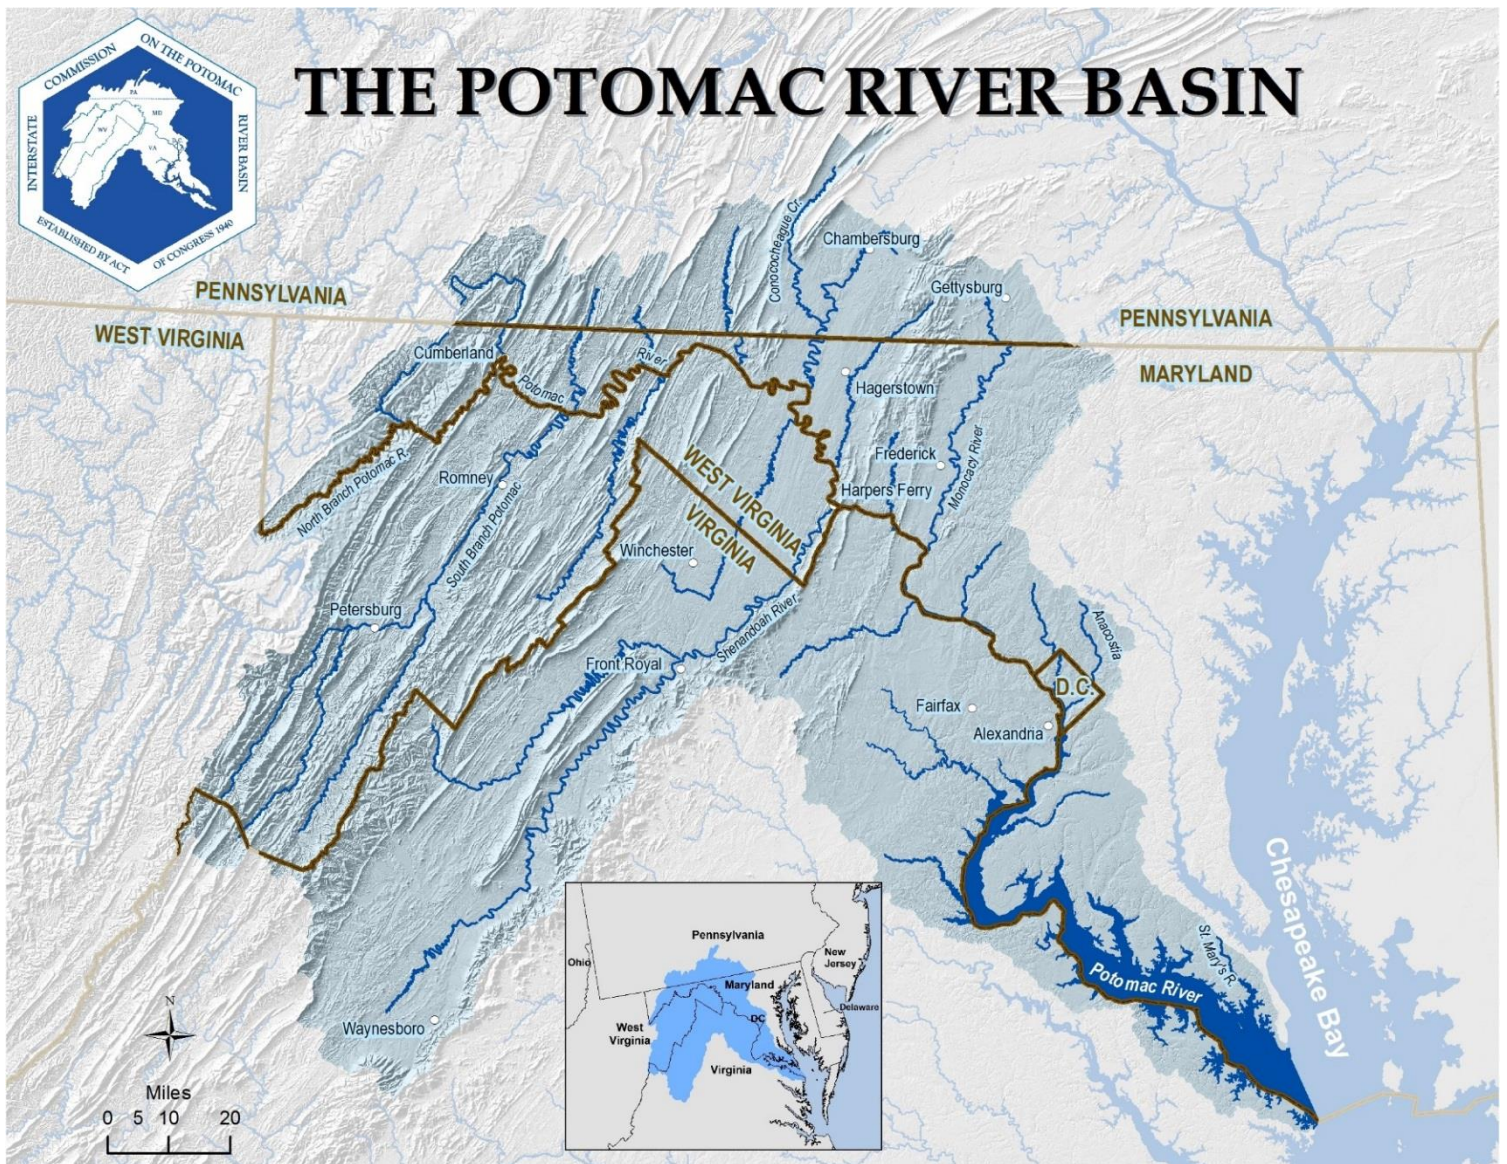 THE POTOMAC RIVER BASIN
COMMISSION
ON THE POTOMAC
INTERSTATE
RIVER BASIN
ESTABLISHED BY ACT
OF CONGRESS 1940
PA
MD
WV
VA
Conococheague Cr.
Chambersburg
Gettysburg
PENNSYLVANIA
PENNSYLVANIA
WEST VIRGINIA
MARYLAND
Cumberland
Potomac
River
Hagerstown
North Branch Potomac R.
Romney
South Branch Potomac
WEST VIRGINIA
VIRGINIA
Frederick
Monocacy River
Harpers Ferry
Winchester
Petersburg
Shenandoah River
Front Royal
Anacostia
D.C.
Fairfax
Alexandria
Chesapeake Bay
St. Mary's R.
Potomac River
Waynesboro
N
Miles
0 5 10 20
Pennsylvania
Ohio
New
Jersey
Maryland
Delaware
DC
West
Virginia
Virginia